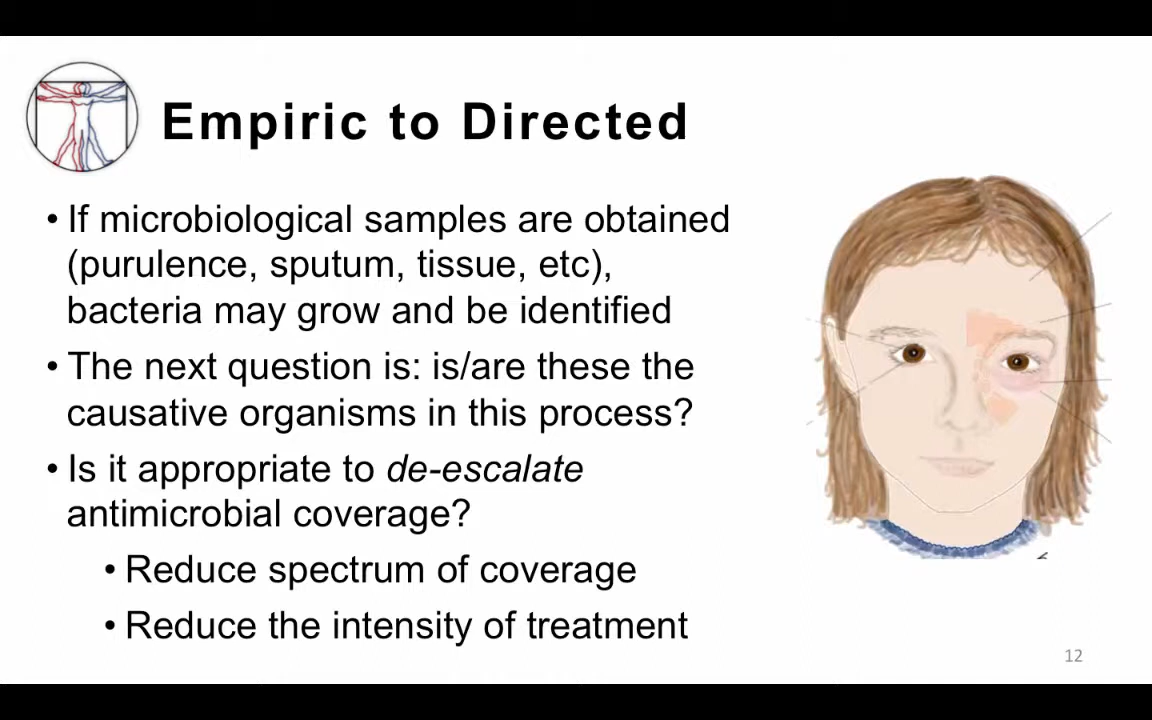 Empiric to Directed
• If microbiological samples are obtained
(purulence, sputum, tissue, etc),
bacteria may grow and be identified
• The next question is: is/are these the
causative organisms in this process?
• Is it appropriate to de-escalate
antimicrobial coverage?
• Reduce spectrum of coverage
• Reduce the intensity of treatment
12